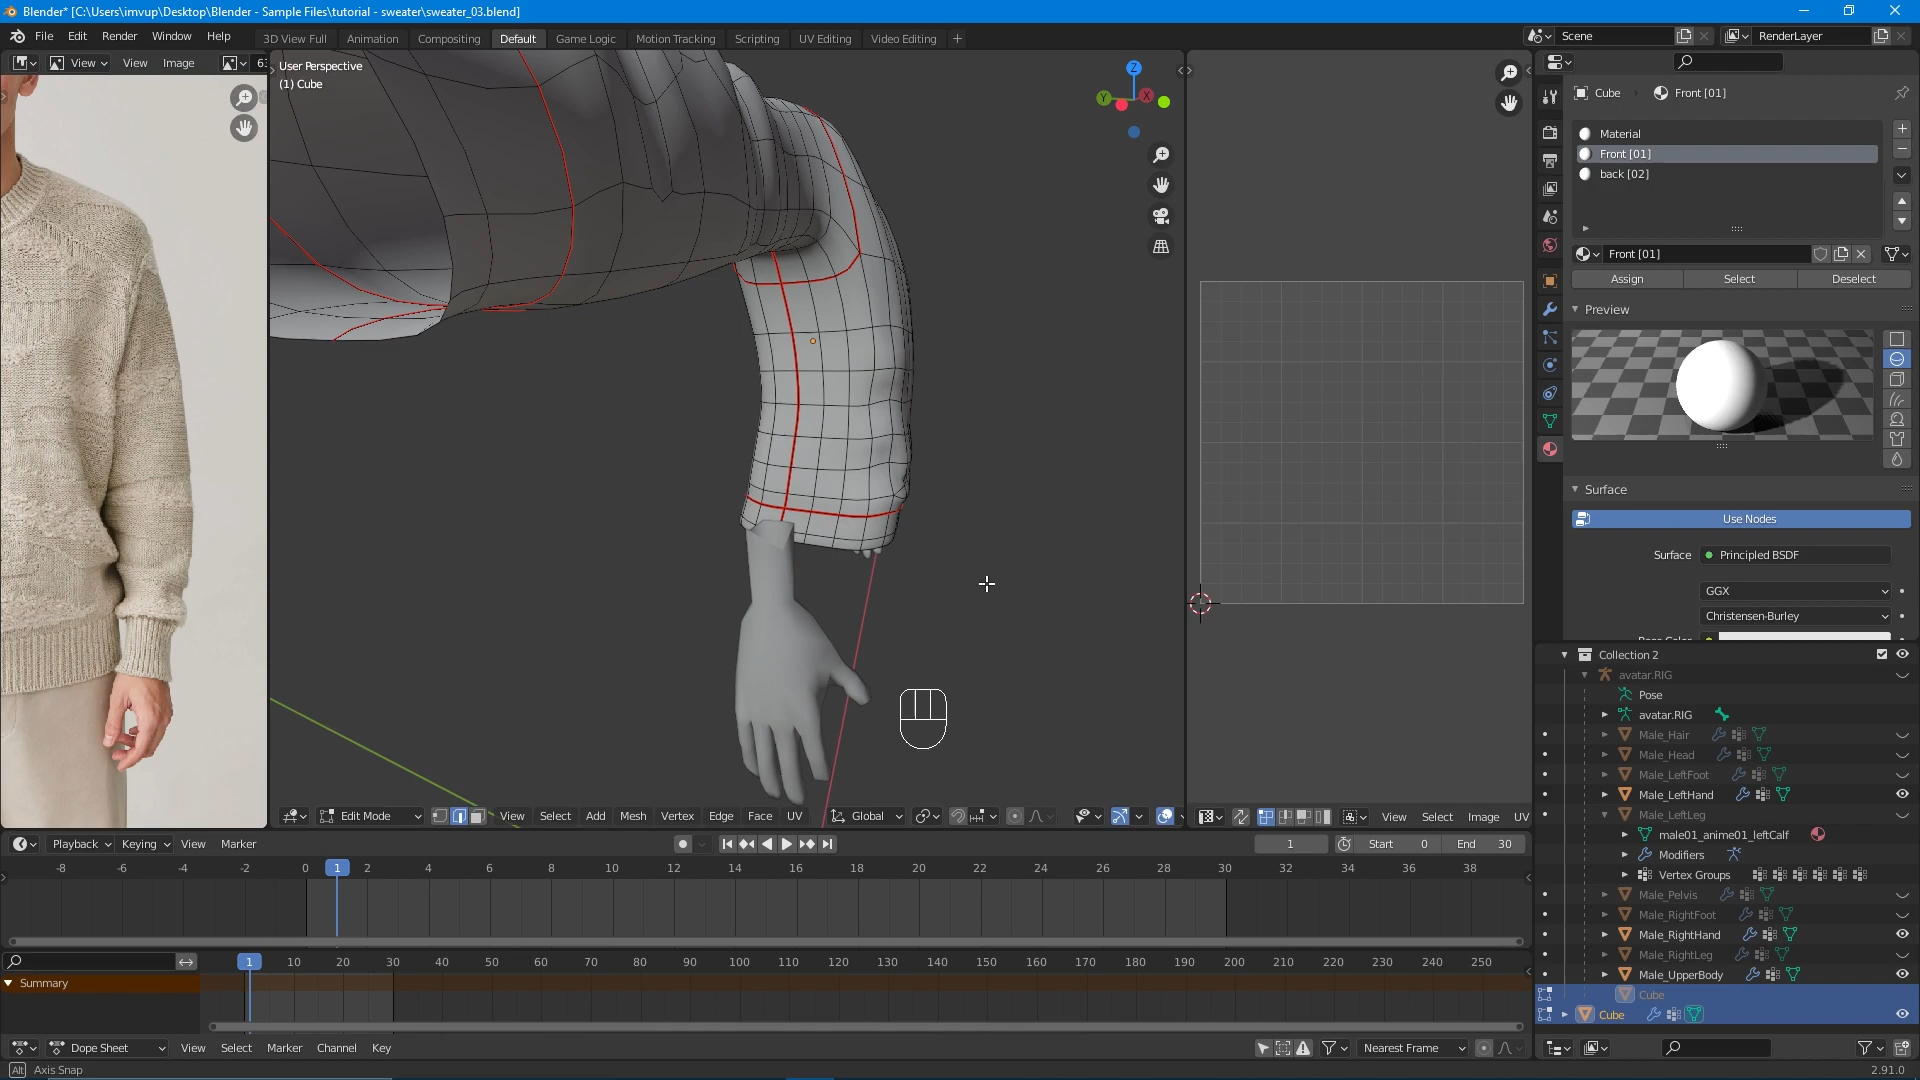 Blender* [C:\Users\imvup\Desktop\Blender - Sample Files\tutorial - sweater\sweater_03.blend]
File Edit Render Window Help 3D View Full Animation Compositing Default Game Logic Motion Tracking Scripting UV Editing Video Editing + Scene RenderLayer
View View Image 6
User Perspective
(1) Cube
Z
Y
X
Cube Front [01]
Material
Front [01]
back [02]
Front [01]
Assign Select Deselect
Preview
Surface
Use Nodes
Surface Principled BSDF
GGX
Christensen-Burley
Collection 2
avatar.RIG
Pose
avatar.RIG
Male_Hair
Male_Head
Male_LeftFoot
Male_LeftHand
Male_LeftLeg
male01_anime01_leftCalf
Modifiers
Vertex Groups
Male_Pelvis
Male_RightFoot
Male_RightHand
Male_RightLeg
Male_UpperBody
Cube
Cube
Edit Mode View Select Add Mesh Vertex Edge Face UV Global View Select Image UV
Playback Keying View Marker 1 Start 0 End 30
-8 -6 -4 -2 0 1 2 4 6 8 10 12 14 16 18 20 22 24 26 28 30 32 34 36 38
1 10 20 30 40 50 60 70 80 90 100 110 120 130 140 150 160 170 180 190 200 210 220 230 240 250
Summary
Dope Sheet View Select Marker Channel Key Nearest Frame
Alt Axis Snap 2.91.0